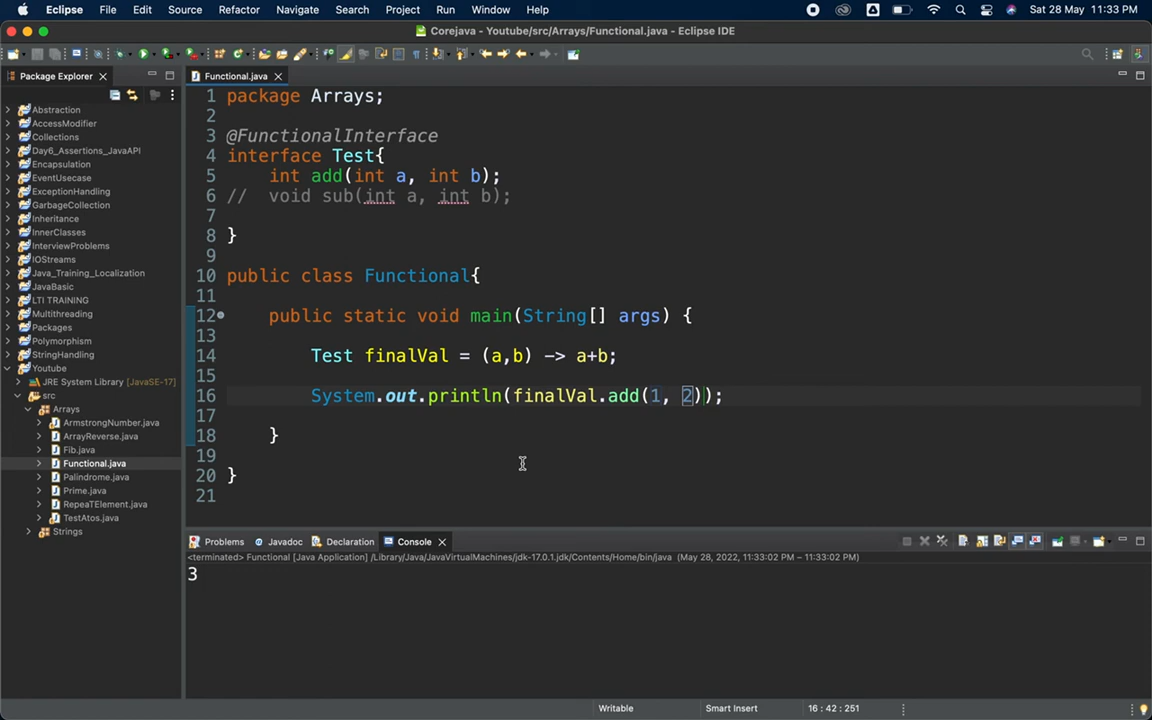 Eclipse File Edit Source Refactor Navigate Search Project Run Window Help Sat 28 May 11:33 PM
Corejava - Youtube/src/Arrays/Functional.java - Eclipse IDE
Package Explorer
Functional.java
Abstraction
AccessModifier
Collections
Day6_Assertions_JavaAPI
Encapsulation
EventUsecase
ExceptionHandling
GarbageCollection
Inheritance
InnerClasses
InterviewProblems
IOStreams
Java_Training_Localization
JavaBasic
LTI TRAINING
Multithreading
Packages
Polymorphism
StringHandling
Youtube
JRE System Library [JavaSE-17]
src
Arrays
ArmstrongNumber.java
ArrayReverse.java
Fib.java
Functional.java
Palindrome.java
Prime.java
RepeaTElement.java
TestAtos.java
Strings
1 package Arrays;
2
3 @FunctionalInterface
4 interface Test{
5 int add(int a, int b);
6 // void sub(int a, int b);
7
8 }
9
10 public class Functional{
11
12 public static void main(String[] args) {
13
14 Test finalVal = (a,b) -> a+b;
15
16 System.out.println(finalVal.add(1, 2));
17
18 }
19
20 }
21
Problems Javadoc Declaration Console
<terminated> Functional [Java Application] /Library/Java/JavaVirtualMachines/jdk-17.0.1.jdk/Contents/Home/bin/java (May 28, 2022, 11:33:02 PM – 11:33:02 PM)
3
Writable Smart Insert 16 : 42 : 251